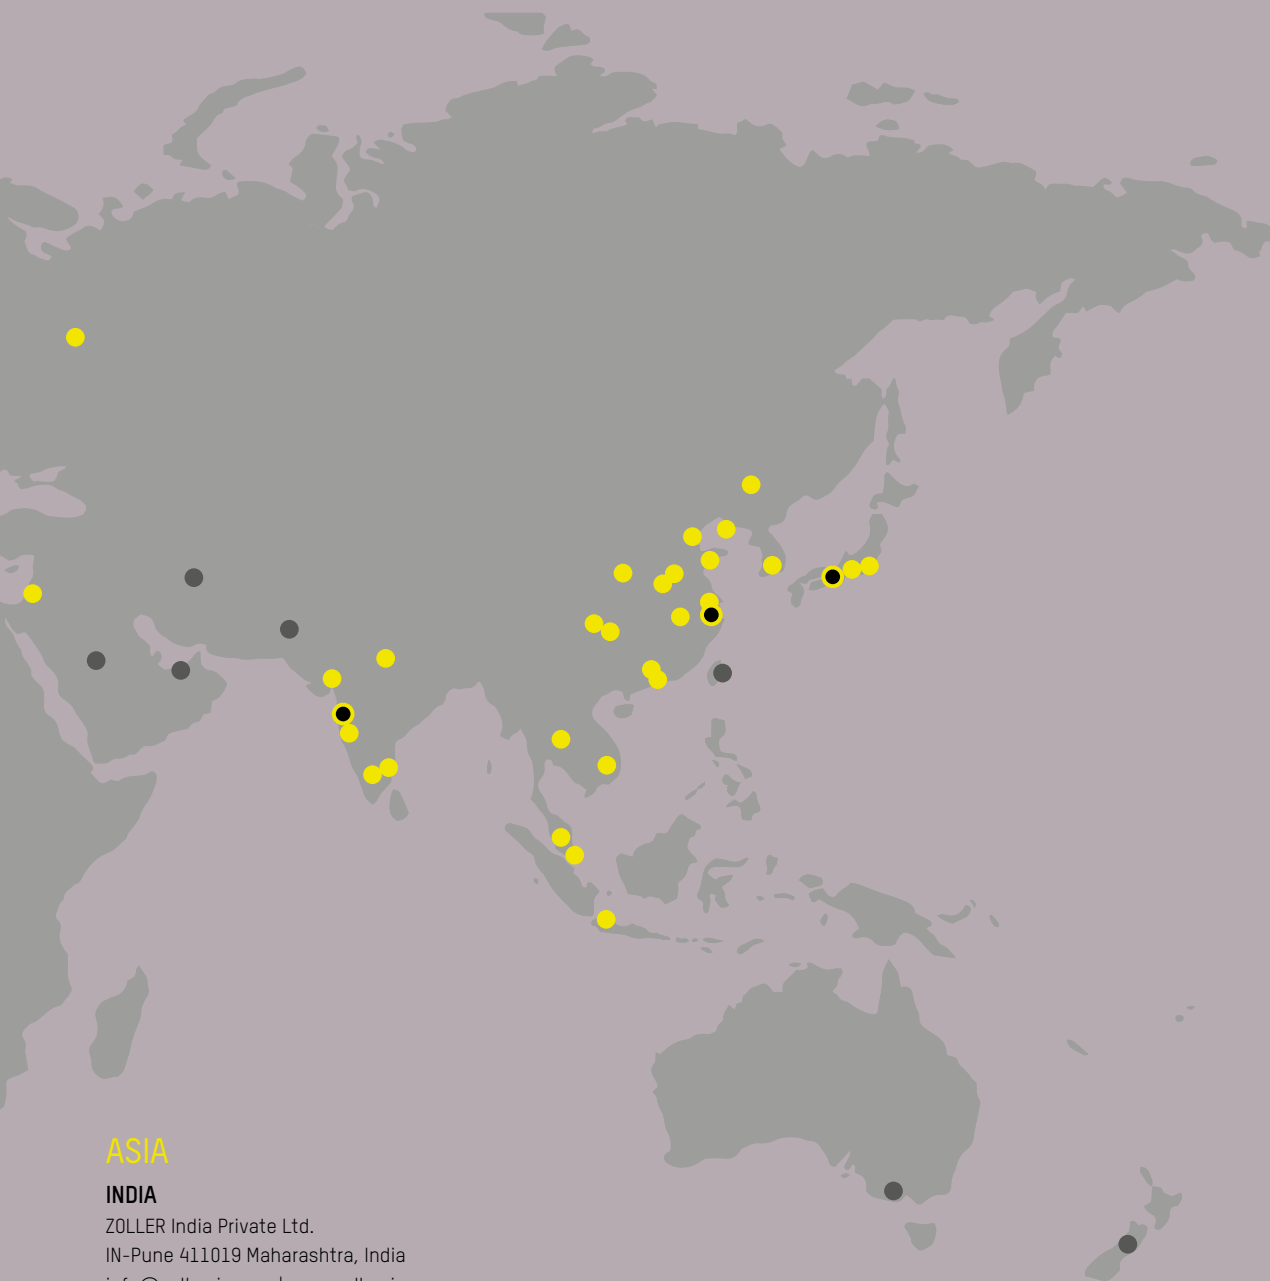 ASIA
INDIA
ZOLLER India Private Ltd.
IN-Pune 411019 Maharashtra, India